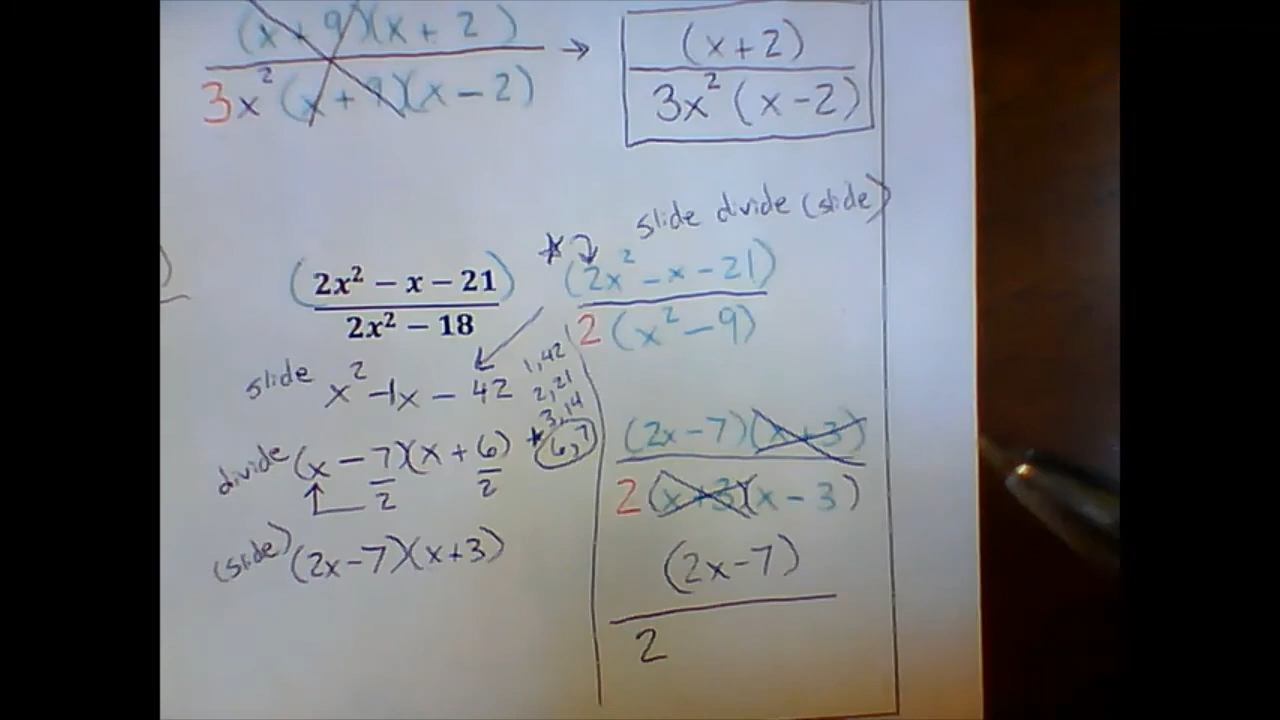 (x + 9)(x + 2)
3x² (x + 9)(x − 2)
→
(x+2)
3x² (x−2)
slide divide (slide)
(2x² − x − 21)
2x² − 18
* (2x² − x − 21)
2 (x² − 9)
slide x² −1x − 42
1, 42
2, 21
3, 14
* 6, 7
divide (x − 7/2)(x + 6/2)
(slide) (2x − 7)(x+3)
(2x − 7)(x+3)
2 (x+3)(x − 3)
(2x−7)
2